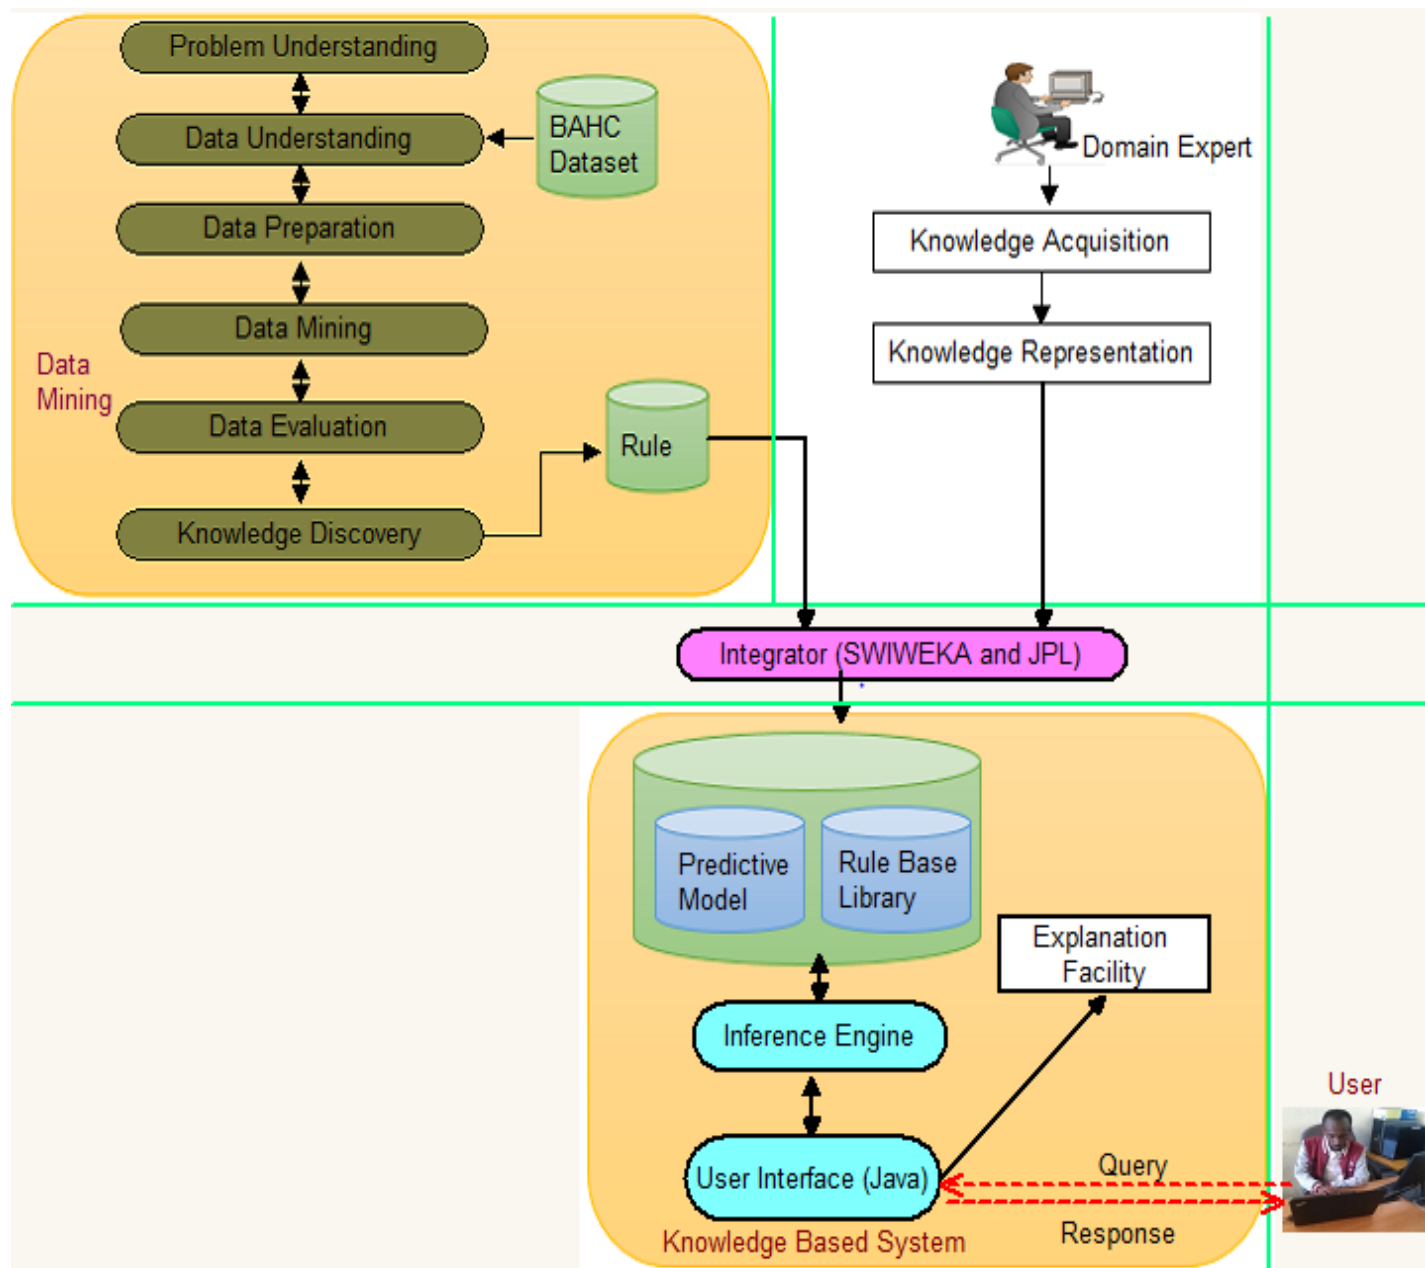 Problem Understanding
Data Understanding
BAHC
Dataset
Data Preparation
Data Mining
Data
Mining
Data Evaluation
Rule
Knowledge Discovery
Domain Expert
Knowledge Acquisition
Knowledge Representation
Integrator (SWIWEKA and JPL)
Predictive
Model
Rule Base
Library
Explanation
Facility
Inference Engine
User Interface (Java)
Knowledge Based System
Query
Response
User